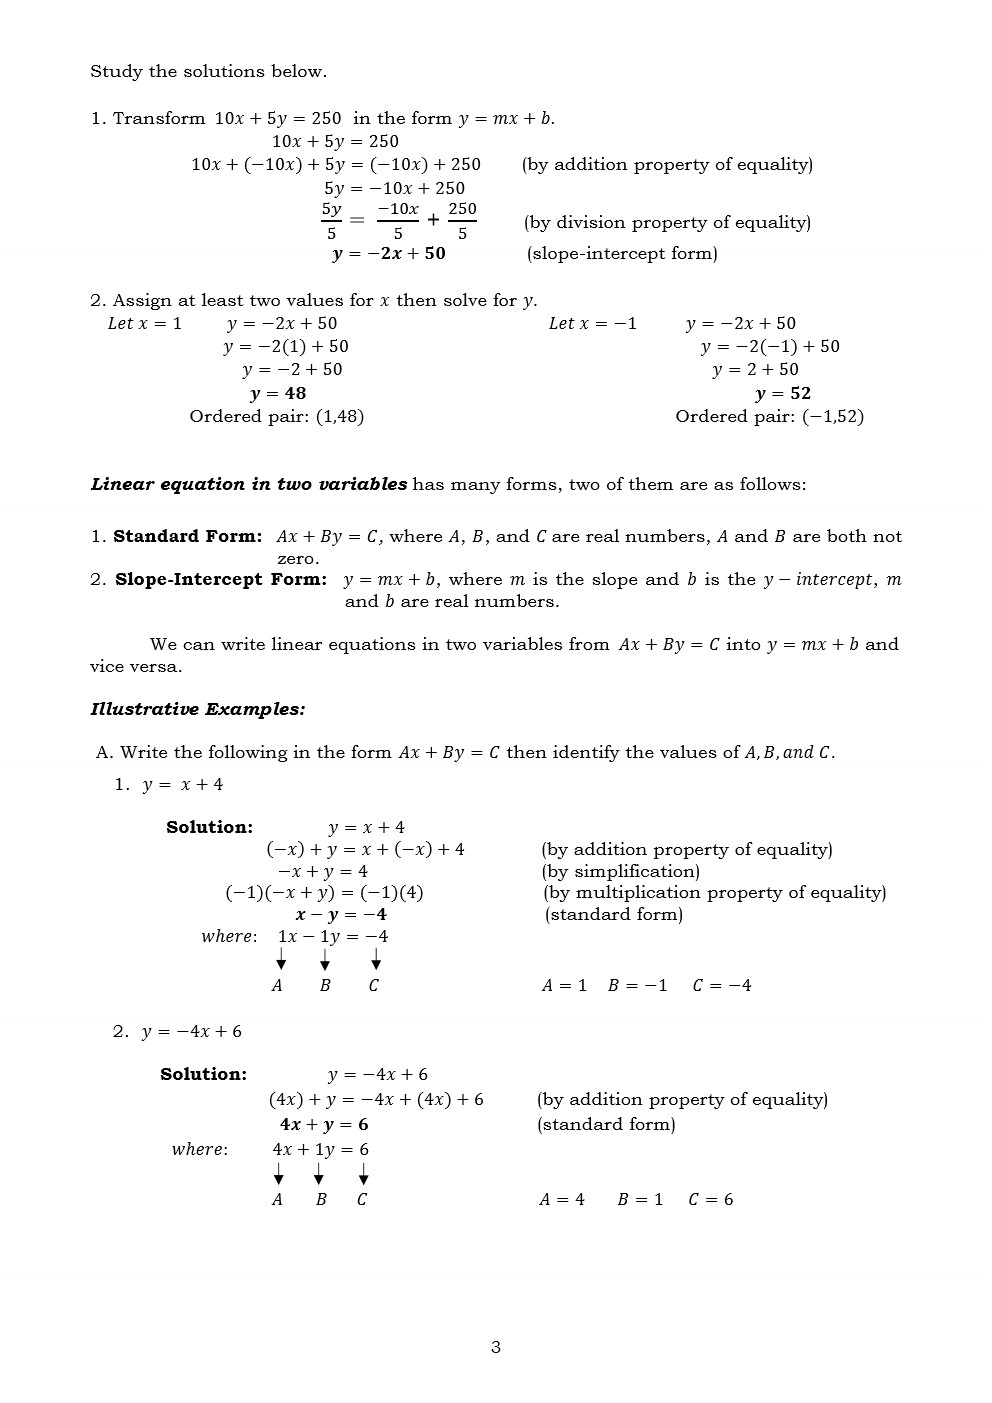 Study the solutions below.
1. Transform 10x + 5y = 250 in the form y = mx + b.
10x + 5y = 250
10x + (−10x) + 5y = (−10x) + 250 (by addition property of equality)
5y = −10x + 250
5y/5 = −10x/5 + 250/5 (by division property of equality)
y = −2x + 50 (slope-intercept form)
2. Assign at least two values for x then solve for y.
Let x = 1 y = −2x + 50 Let x = −1 y = −2x + 50
y = −2(1) + 50 y = −2(−1) + 50
y = −2 + 50 y = 2 + 50
y = 48 y = 52
Ordered pair: (1,48) Ordered pair: (−1,52)
Linear equation in two variables has many forms, two of them are as follows:
1. Standard Form: Ax + By = C, where A, B, and C are real numbers, A and B are both not
zero.
2. Slope-Intercept Form: y = mx + b, where m is the slope and b is the y − intercept, m
and b are real numbers.
We can write linear equations in two variables from Ax + By = C into y = mx + b and
vice versa.
Illustrative Examples:
A. Write the following in the form Ax + By = C then identify the values of A, B, and C.
1. y = x + 4
Solution: y = x + 4
(−x) + y = x + (−x) + 4 (by addition property of equality)
−x + y = 4 (by simplification)
(−1)(−x + y) = (−1)(4) (by multiplication property of equality)
x − y = −4 (standard form)
where: 1x − 1y = −4
A B C A = 1 B = −1 C = −4
2. y = −4x + 6
Solution: y = −4x + 6
(4x) + y = −4x + (4x) + 6 (by addition property of equality)
4x + y = 6 (standard form)
where: 4x + 1y = 6
A B C A = 4 B = 1 C = 6
3